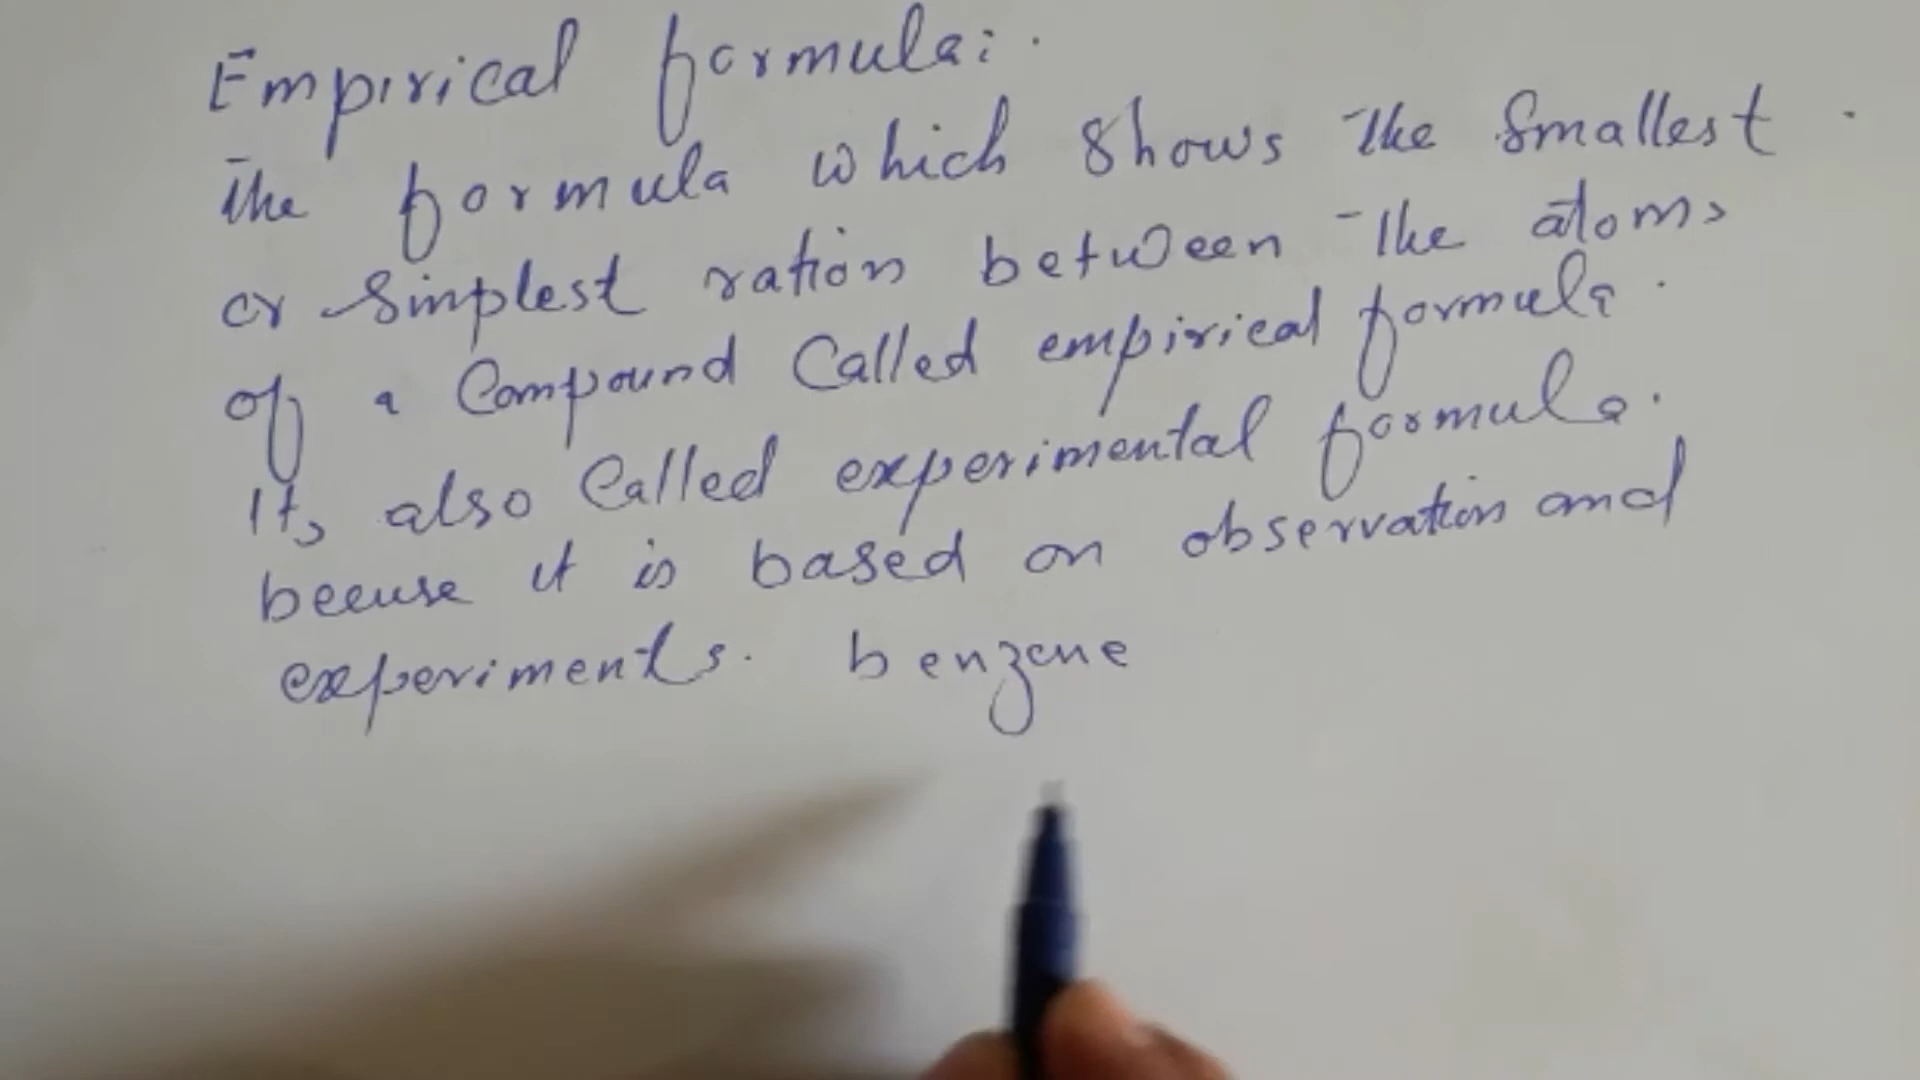 Empirical formula:
The formula which shows the smallest
or simplest ration between the atoms
of a compound called empirical formula.
Its also called experimental formula.
beeuse it is based on observation and
experiments. benzene